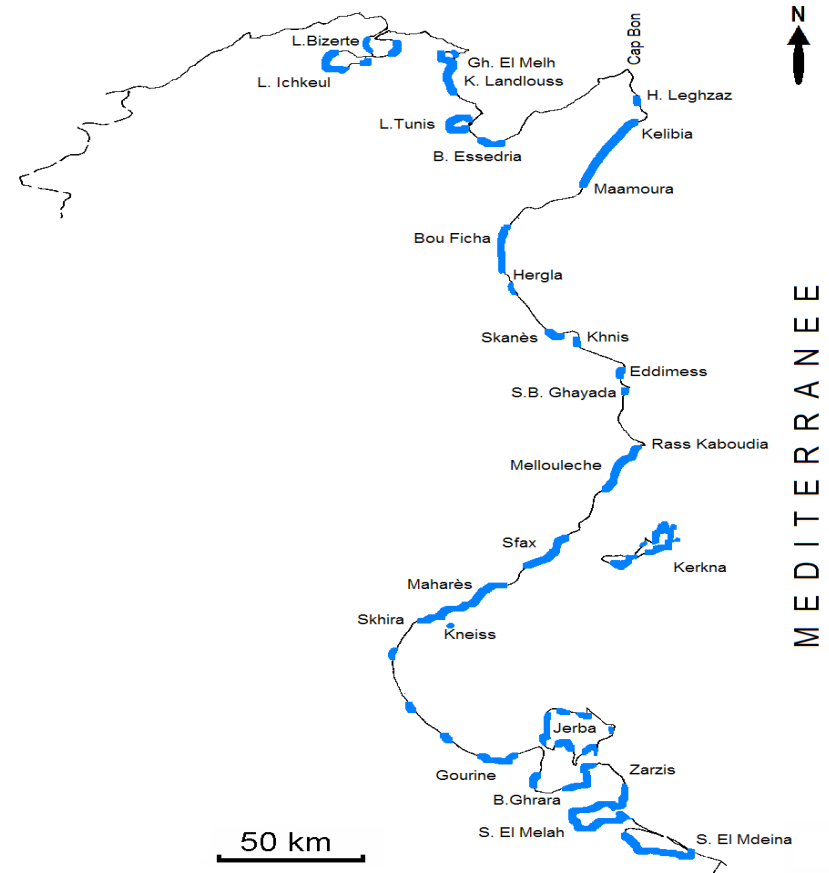 N
Cap Bon
L.Bizerte
Gh. El Melh
L. Ichkeul
K. Landlouss
H. Leghzaz
L.Tunis
Kelibia
B. Essedria
Maamoura
Bou Ficha
Hergla
MEDITERRANEE
Skanès
Khnis
Eddimess
S.B. Ghayada
Rass Kaboudia
Mellouleche
Sfax
Kerkna
Maharès
Skhira
Kneiss
Jerba
Gourine
Zarzis
B.Ghrara
S. El Melah
S. El Mdeina
50 km